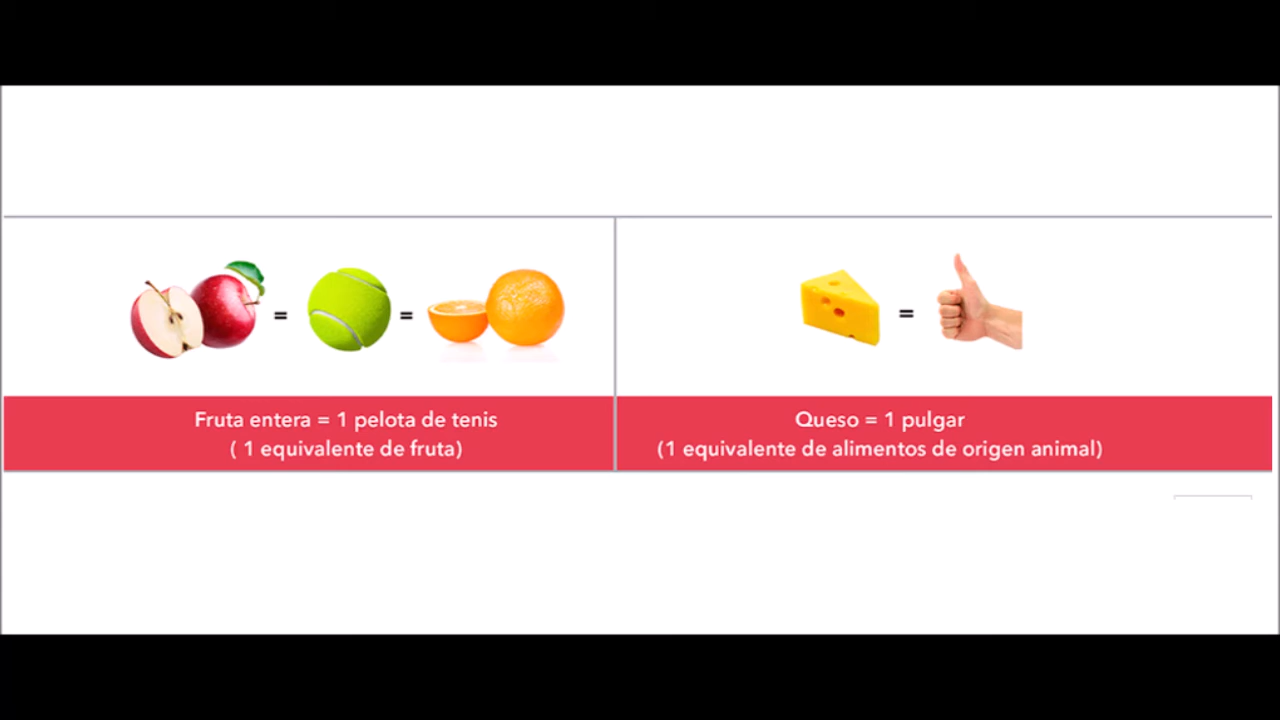 = =
=
Fruta entera = 1 pelota de tenis
( 1 equivalente de fruta)
Queso = 1 pulgar
(1 equivalente de alimentos de origen animal)